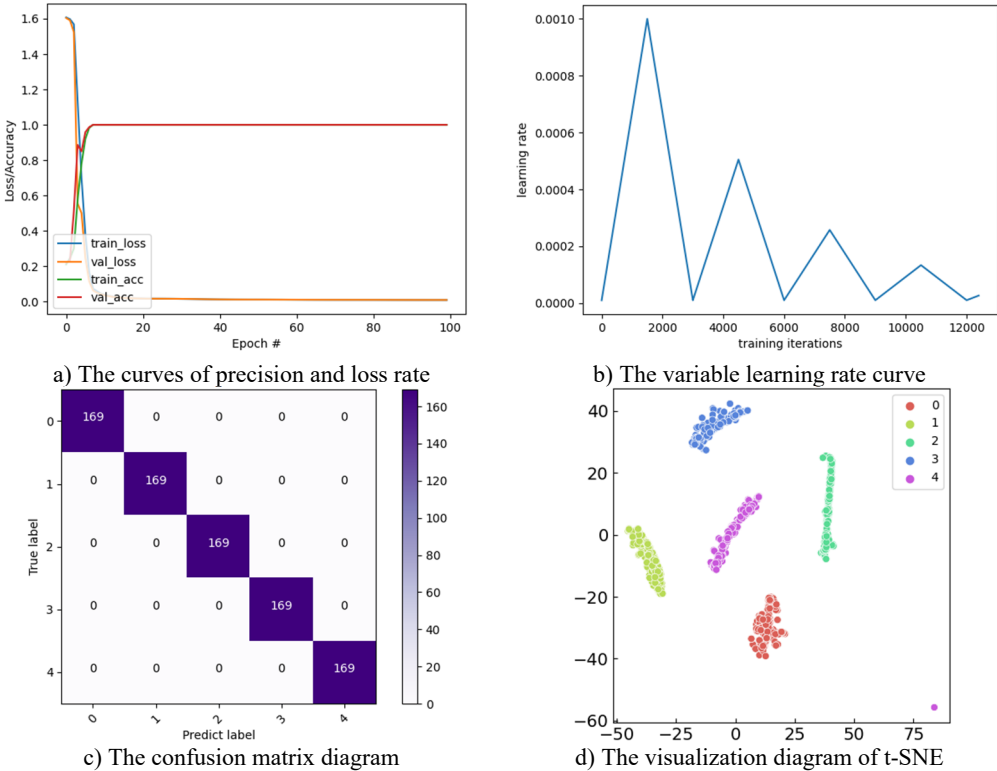 1.6
1.4
1.2
1.0
0.8
0.6
0.4
0.2
0.0
Loss/Accuracy
train_loss
val_loss
train_acc
val_acc
0 20 40 60 80 100
Epoch #
a) The curves of precision and loss rate
0.0010
0.0008
0.0006
0.0004
0.0002
0.0000
learning rate
0 2000 4000 6000 8000 10000 12000
training iterations
b) The variable learning rate curve
True label
0 169 0 0 0 0
1 0 169 0 0 0
2 0 0 169 0 0
3 0 0 0 169 0
4 0 0 0 0 169
0 1 2 3 4
Predict label
160
140
120
100
80
60
40
20
0
c) The confusion matrix diagram
40
20
0
−20
−40
−60
0
1
2
3
4
−50 −25 0 25 50 75
d) The visualization diagram of t-SNE